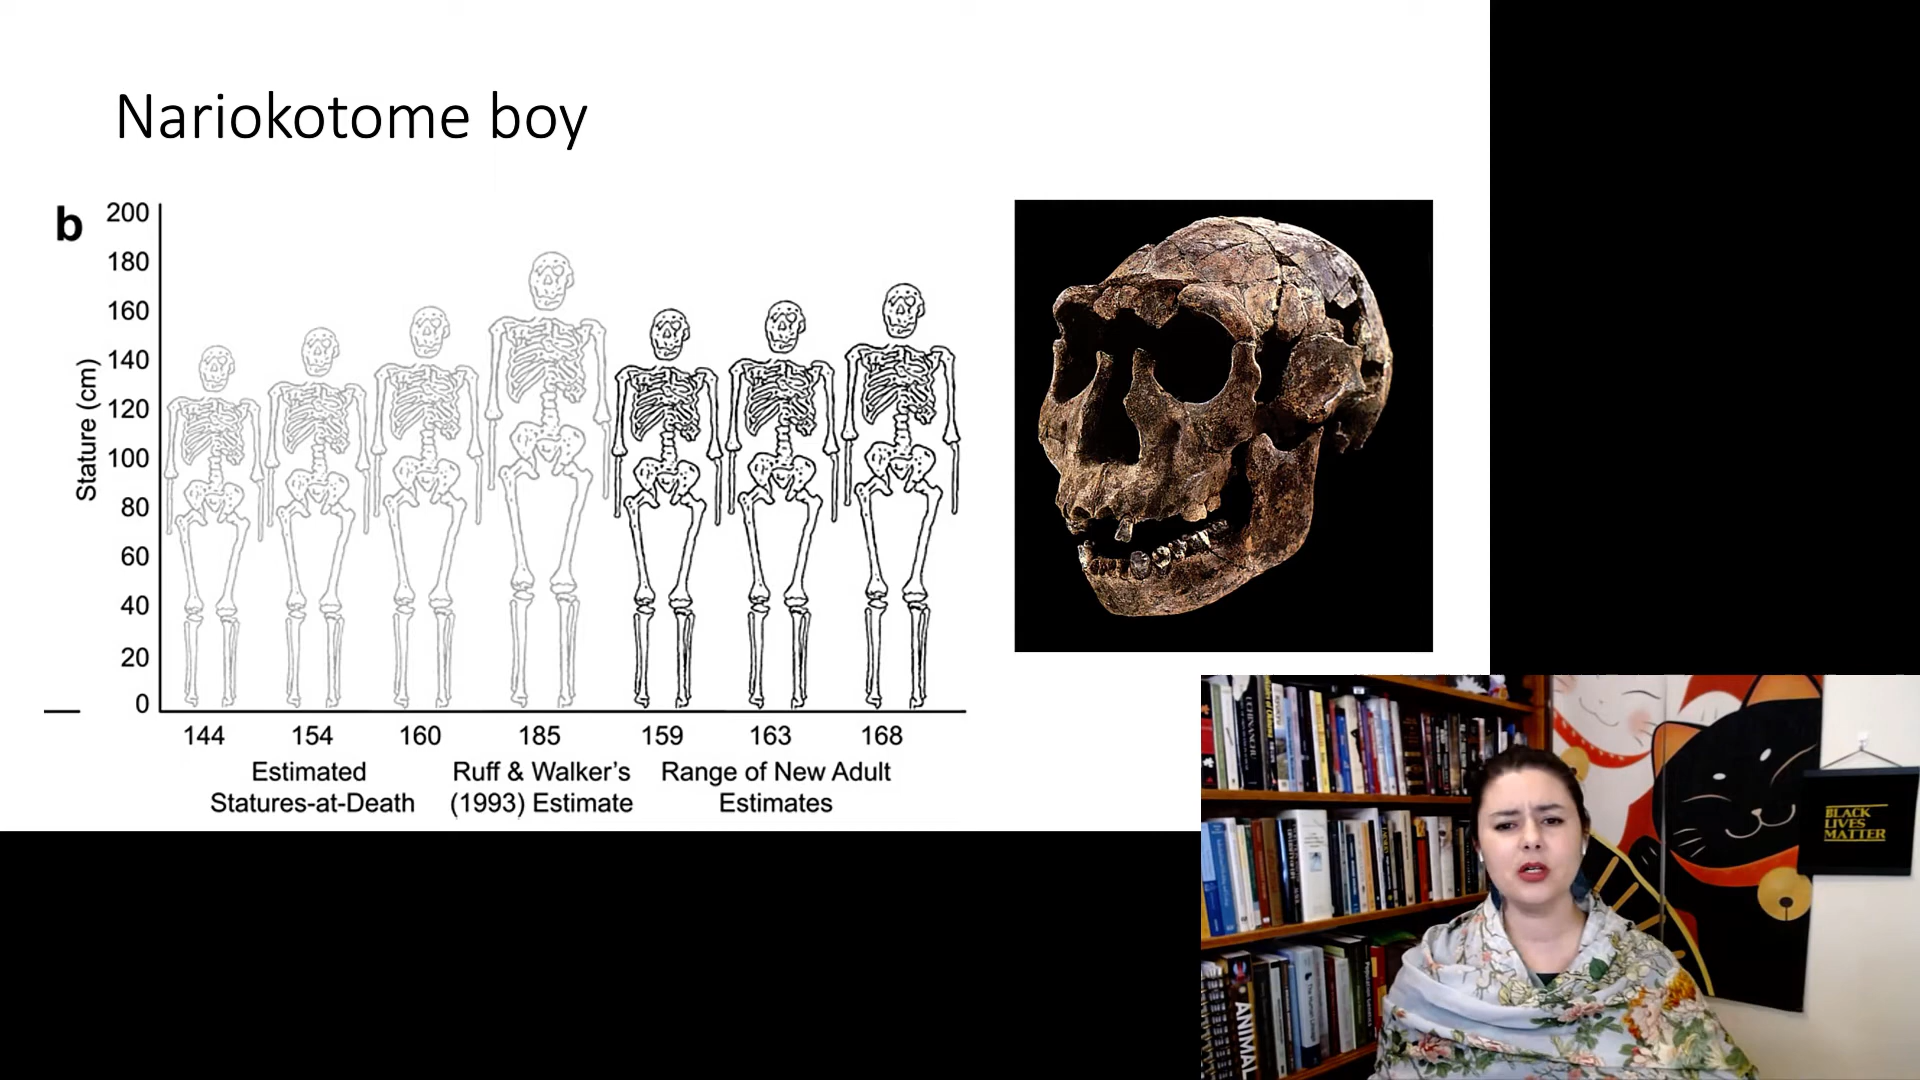 Nariokotome boy
b
200
180
160
140
120
100
80
60
40
20
0
Stature (cm)
144 154 160 185 159 163 168
Estimated
Statures-at-Death
Ruff & Walker's
(1993) Estimate
Range of New Adult
Estimates
BLACK
LIVES
MATTER
ANIMAL